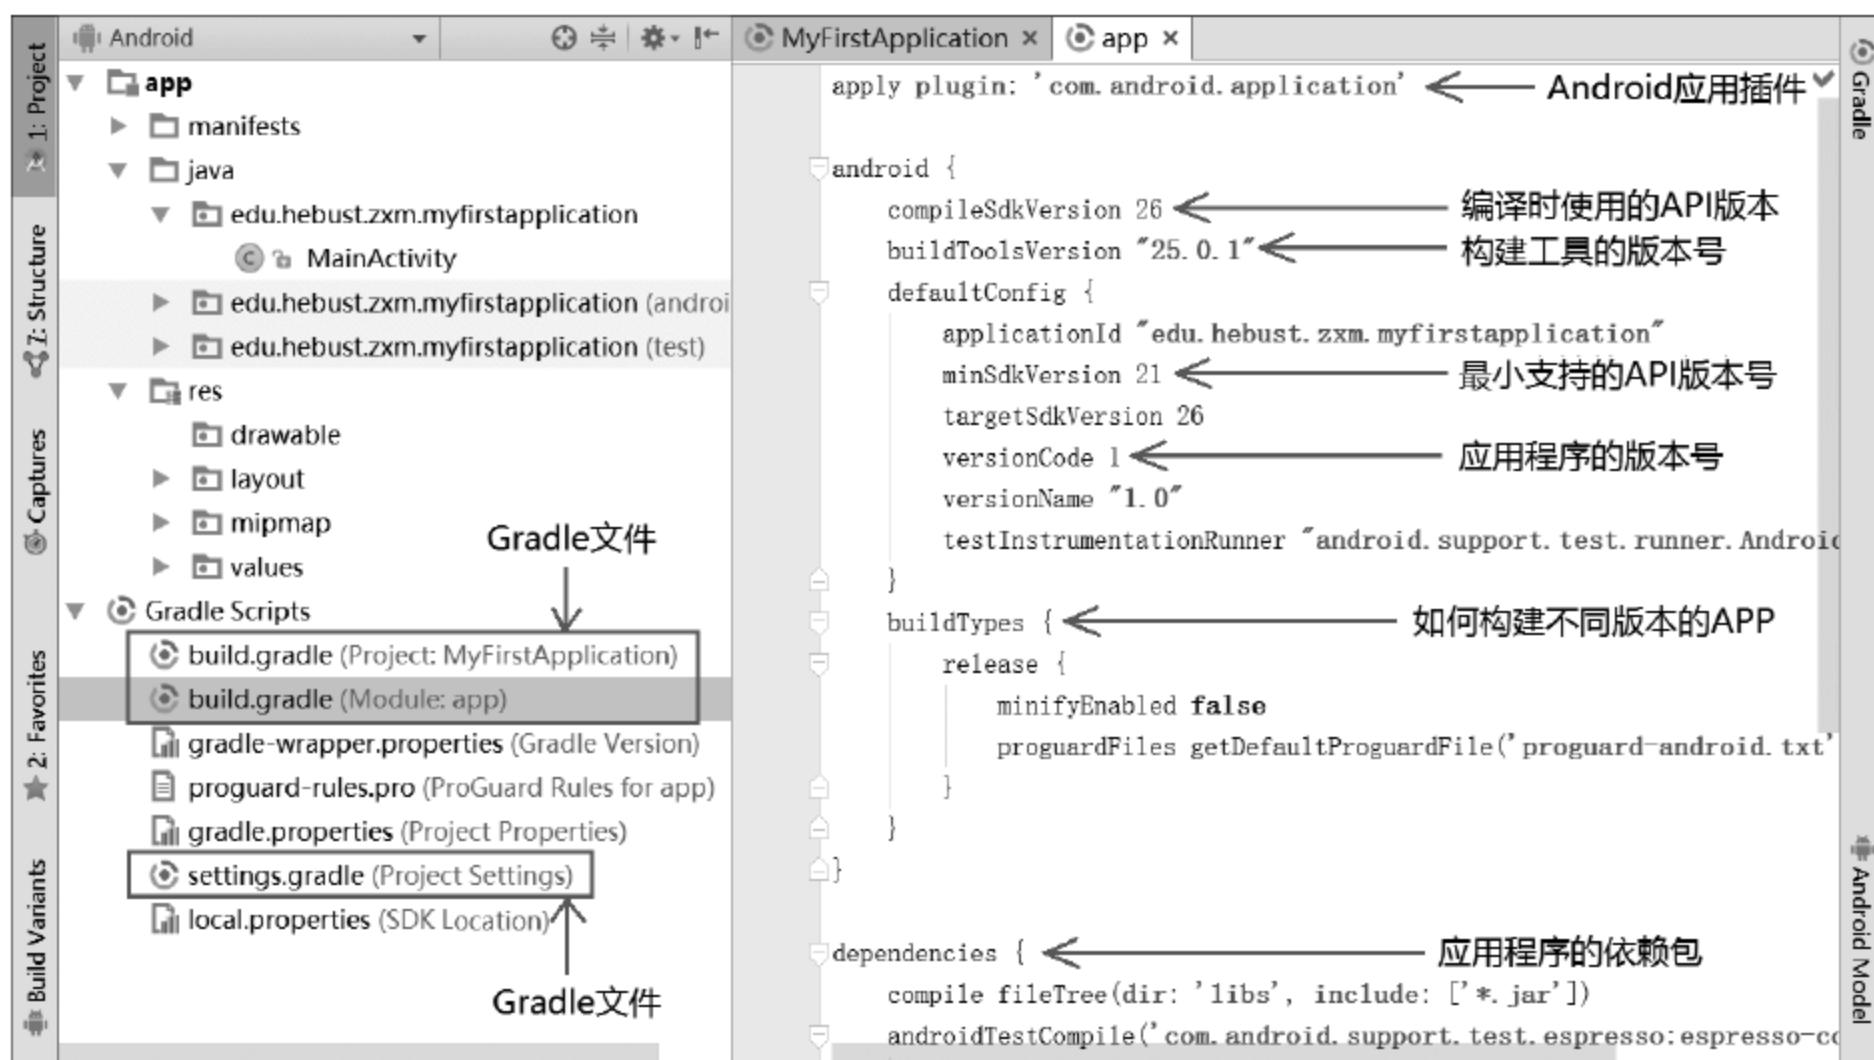 Android
MyFirstApplication ×
app ×
1: Project
7: Structure
Captures
2: Favorites
Build Variants
app
manifests
java
edu.hebust.zxm.myfirstapplication
MainActivity
edu.hebust.zxm.myfirstapplication (androi
edu.hebust.zxm.myfirstapplication (test)
res
drawable
layout
mipmap
values
Gradle文件
Gradle Scripts
build.gradle (Project: MyFirstApplication)
build.gradle (Module: app)
gradle-wrapper.properties (Gradle Version)
proguard-rules.pro (ProGuard Rules for app)
gradle.properties (Project Properties)
settings.gradle (Project Settings)
local.properties (SDK Location)
Gradle文件
apply plugin: 'com.android.application' Android应用插件
android {
compileSdkVersion 26 编译时使用的API版本
buildToolsVersion "25.0.1" 构建工具的版本号
defaultConfig {
applicationId "edu.hebust.zxm.myfirstapplication"
minSdkVersion 21 最小支持的API版本号
targetSdkVersion 26
versionCode 1 应用程序的版本号
versionName "1.0"
testInstrumentationRunner "android.support.test.runner.Android
}
buildTypes { 如何构建不同版本的APP
release {
minifyEnabled false
proguardFiles getDefaultProguardFile('proguard-android.txt'
}
}
}
dependencies { 应用程序的依赖包
compile fileTree(dir: 'libs', include: ['*.jar'])
androidTestCompile('com.android.support.test.espresso:espresso-co
Gradle
Android Model